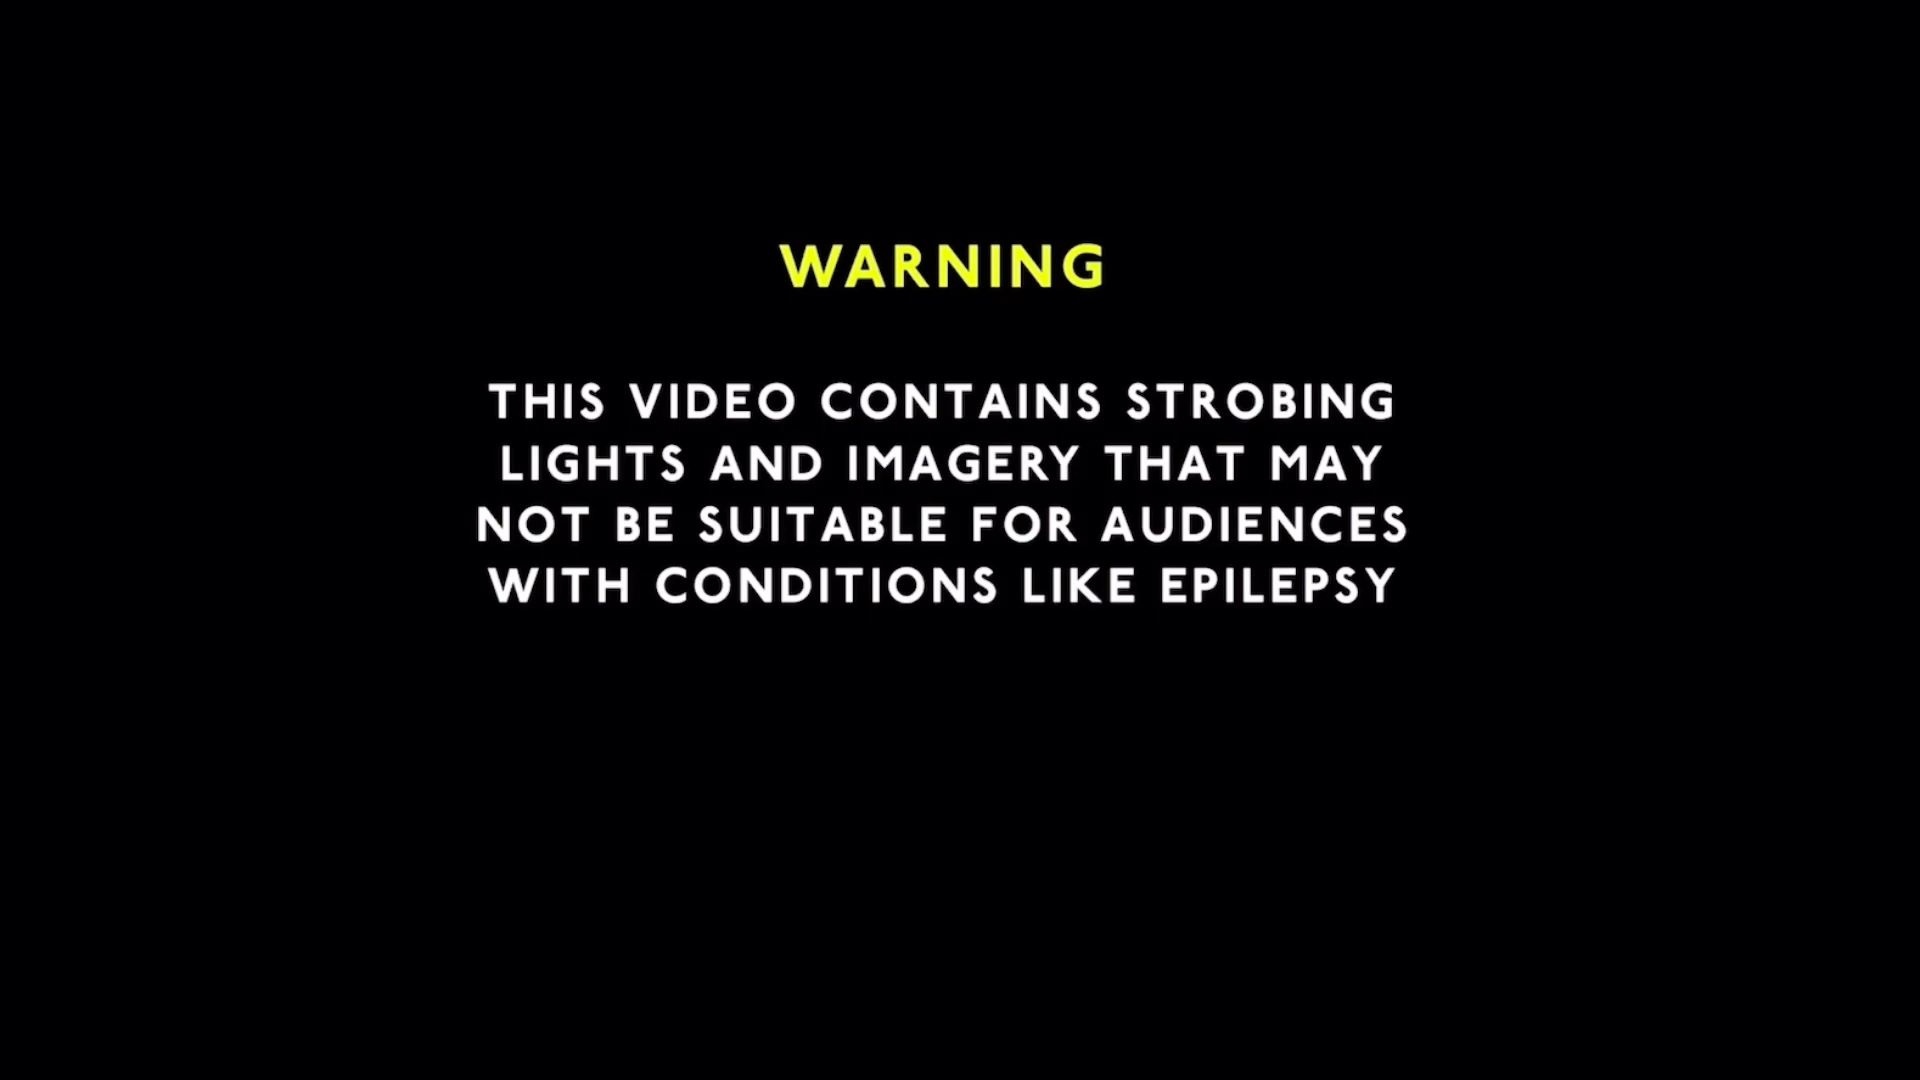 WARNING
THIS VIDEO CONTAINS STROBING
LIGHTS AND IMAGERY THAT MAY
NOT BE SUITABLE FOR AUDIENCES
WITH CONDITIONS LIKE EPILEPSY